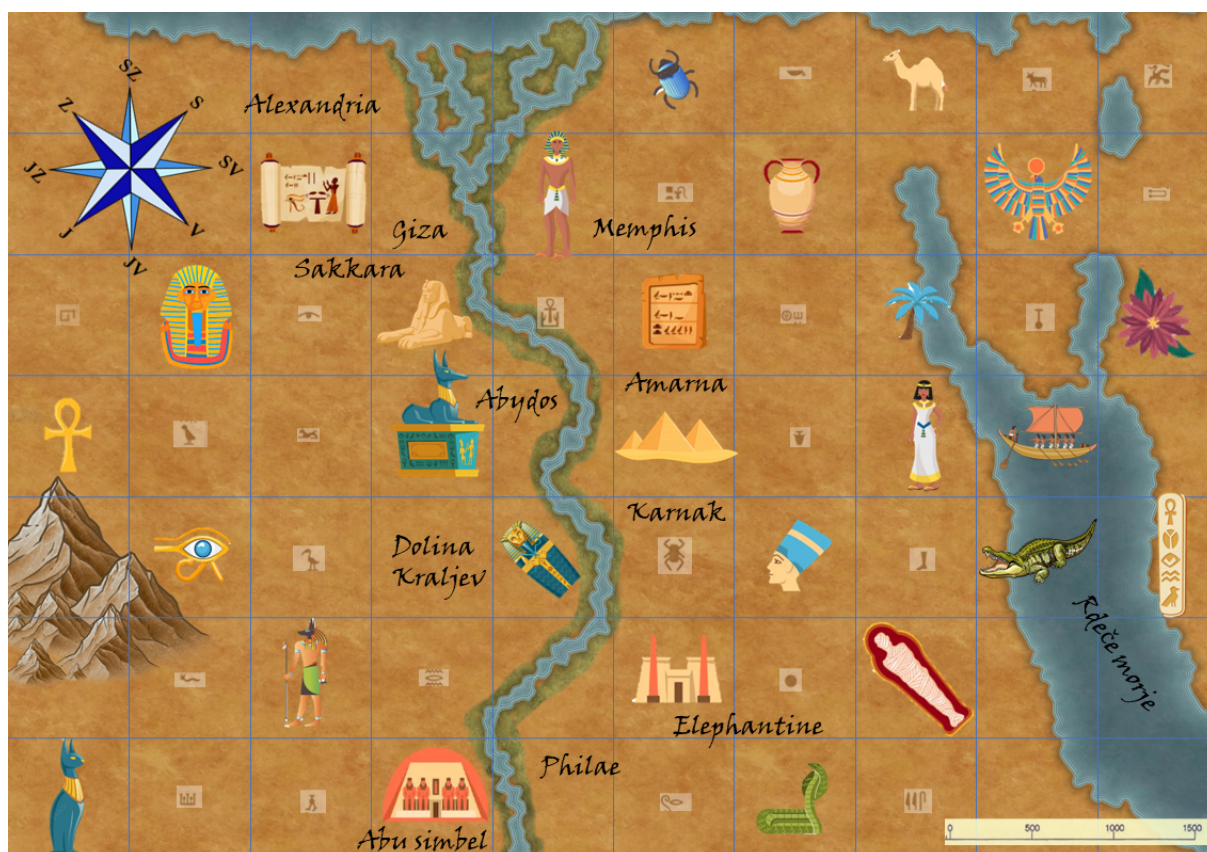 SZ
Z
S
JZ
SV
J
V
JV
Alexandria
Giza
Memphis
Sakkara
Abydos
Amarna
Karnak
Dolina
Kraljev
Rdeče morje
Elephantine
Philae
Abu simbel
0 500 1000 1500